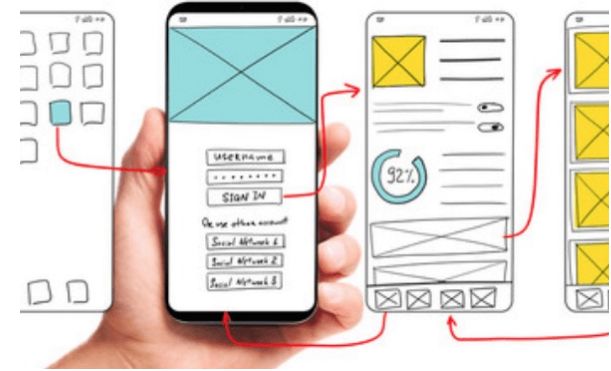 username
SIGN IN
Or use other account
Social Network 1
Social Network 2
Social Network 3
92%